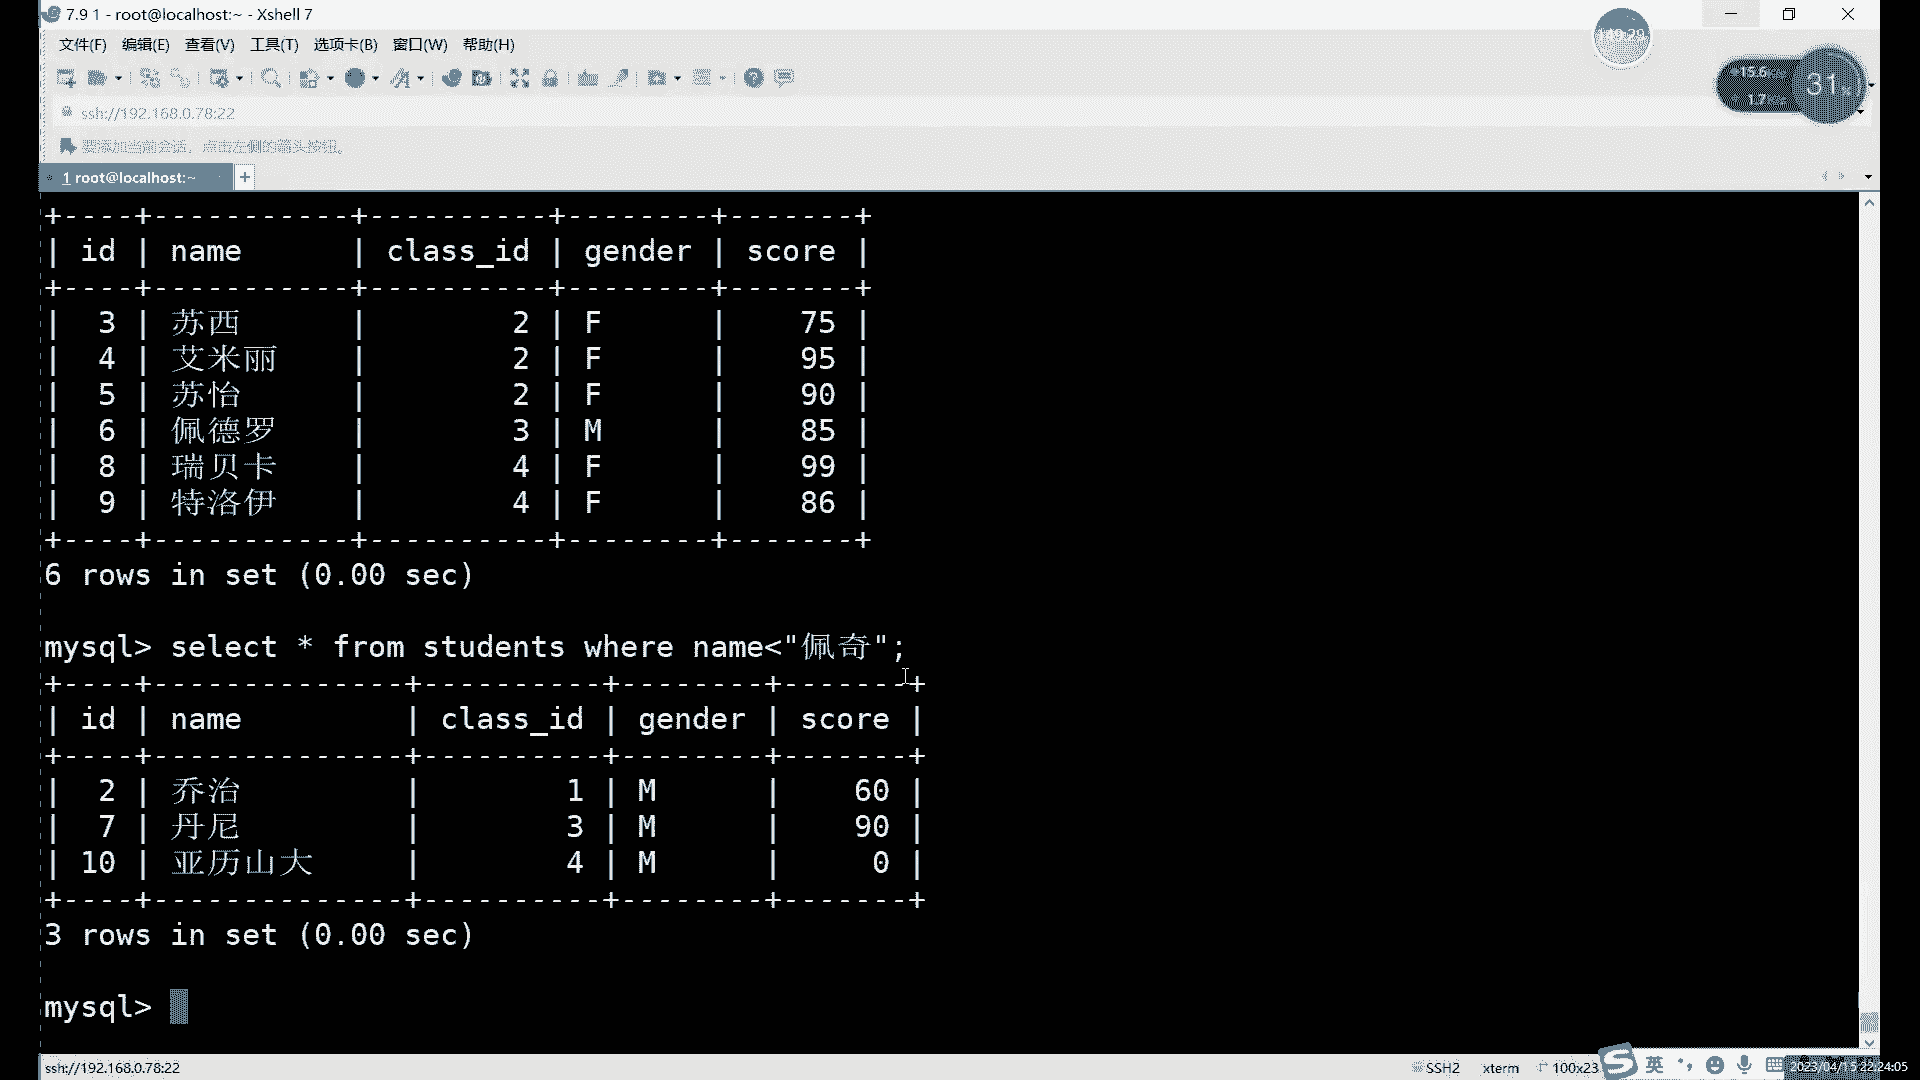 7.9 1 - root@localhost:~ - Xshell 7
文件(F) 编辑(E) 查看(V) 工具(T) 选项卡(B) 窗口(W) 帮助(H)
31%
ssh://192.168.0.78:22
要添加当前会话，点击左侧的箭头按钮。
1 root@localhost:~ +
+----+-----------+----------+--------+-------+
| id | name      | class_id | gender | score |
+----+-----------+----------+--------+-------+
|  3 | 苏西      |        2 | F      |    75 |
|  4 | 艾米丽    |        2 | F      |    95 |
|  5 | 苏怡      |        2 | F      |    90 |
|  6 | 佩德罗    |        3 | M      |    85 |
|  8 | 瑞贝卡    |        4 | F      |    99 |
|  9 | 特洛伊    |        4 | F      |    86 |
+----+-----------+----------+--------+-------+
6 rows in set (0.00 sec)
mysql> select * from students where name<"佩奇";
+----+--------------+----------+--------+-------+
| id | name         | class_id | gender | score |
+----+--------------+----------+--------+-------+
|  2 | 乔治         |        1 | M      |    60 |
|  7 | 丹尼         |        3 | M      |    90 |
| 10 | 亚历山大     |        4 | M      |     0 |
+----+--------------+----------+--------+-------+
3 rows in set (0.00 sec)
mysql>
ssh://192.168.0.78:22 SSH2 xterm 100x23 英 2023/04/15 22:24:05